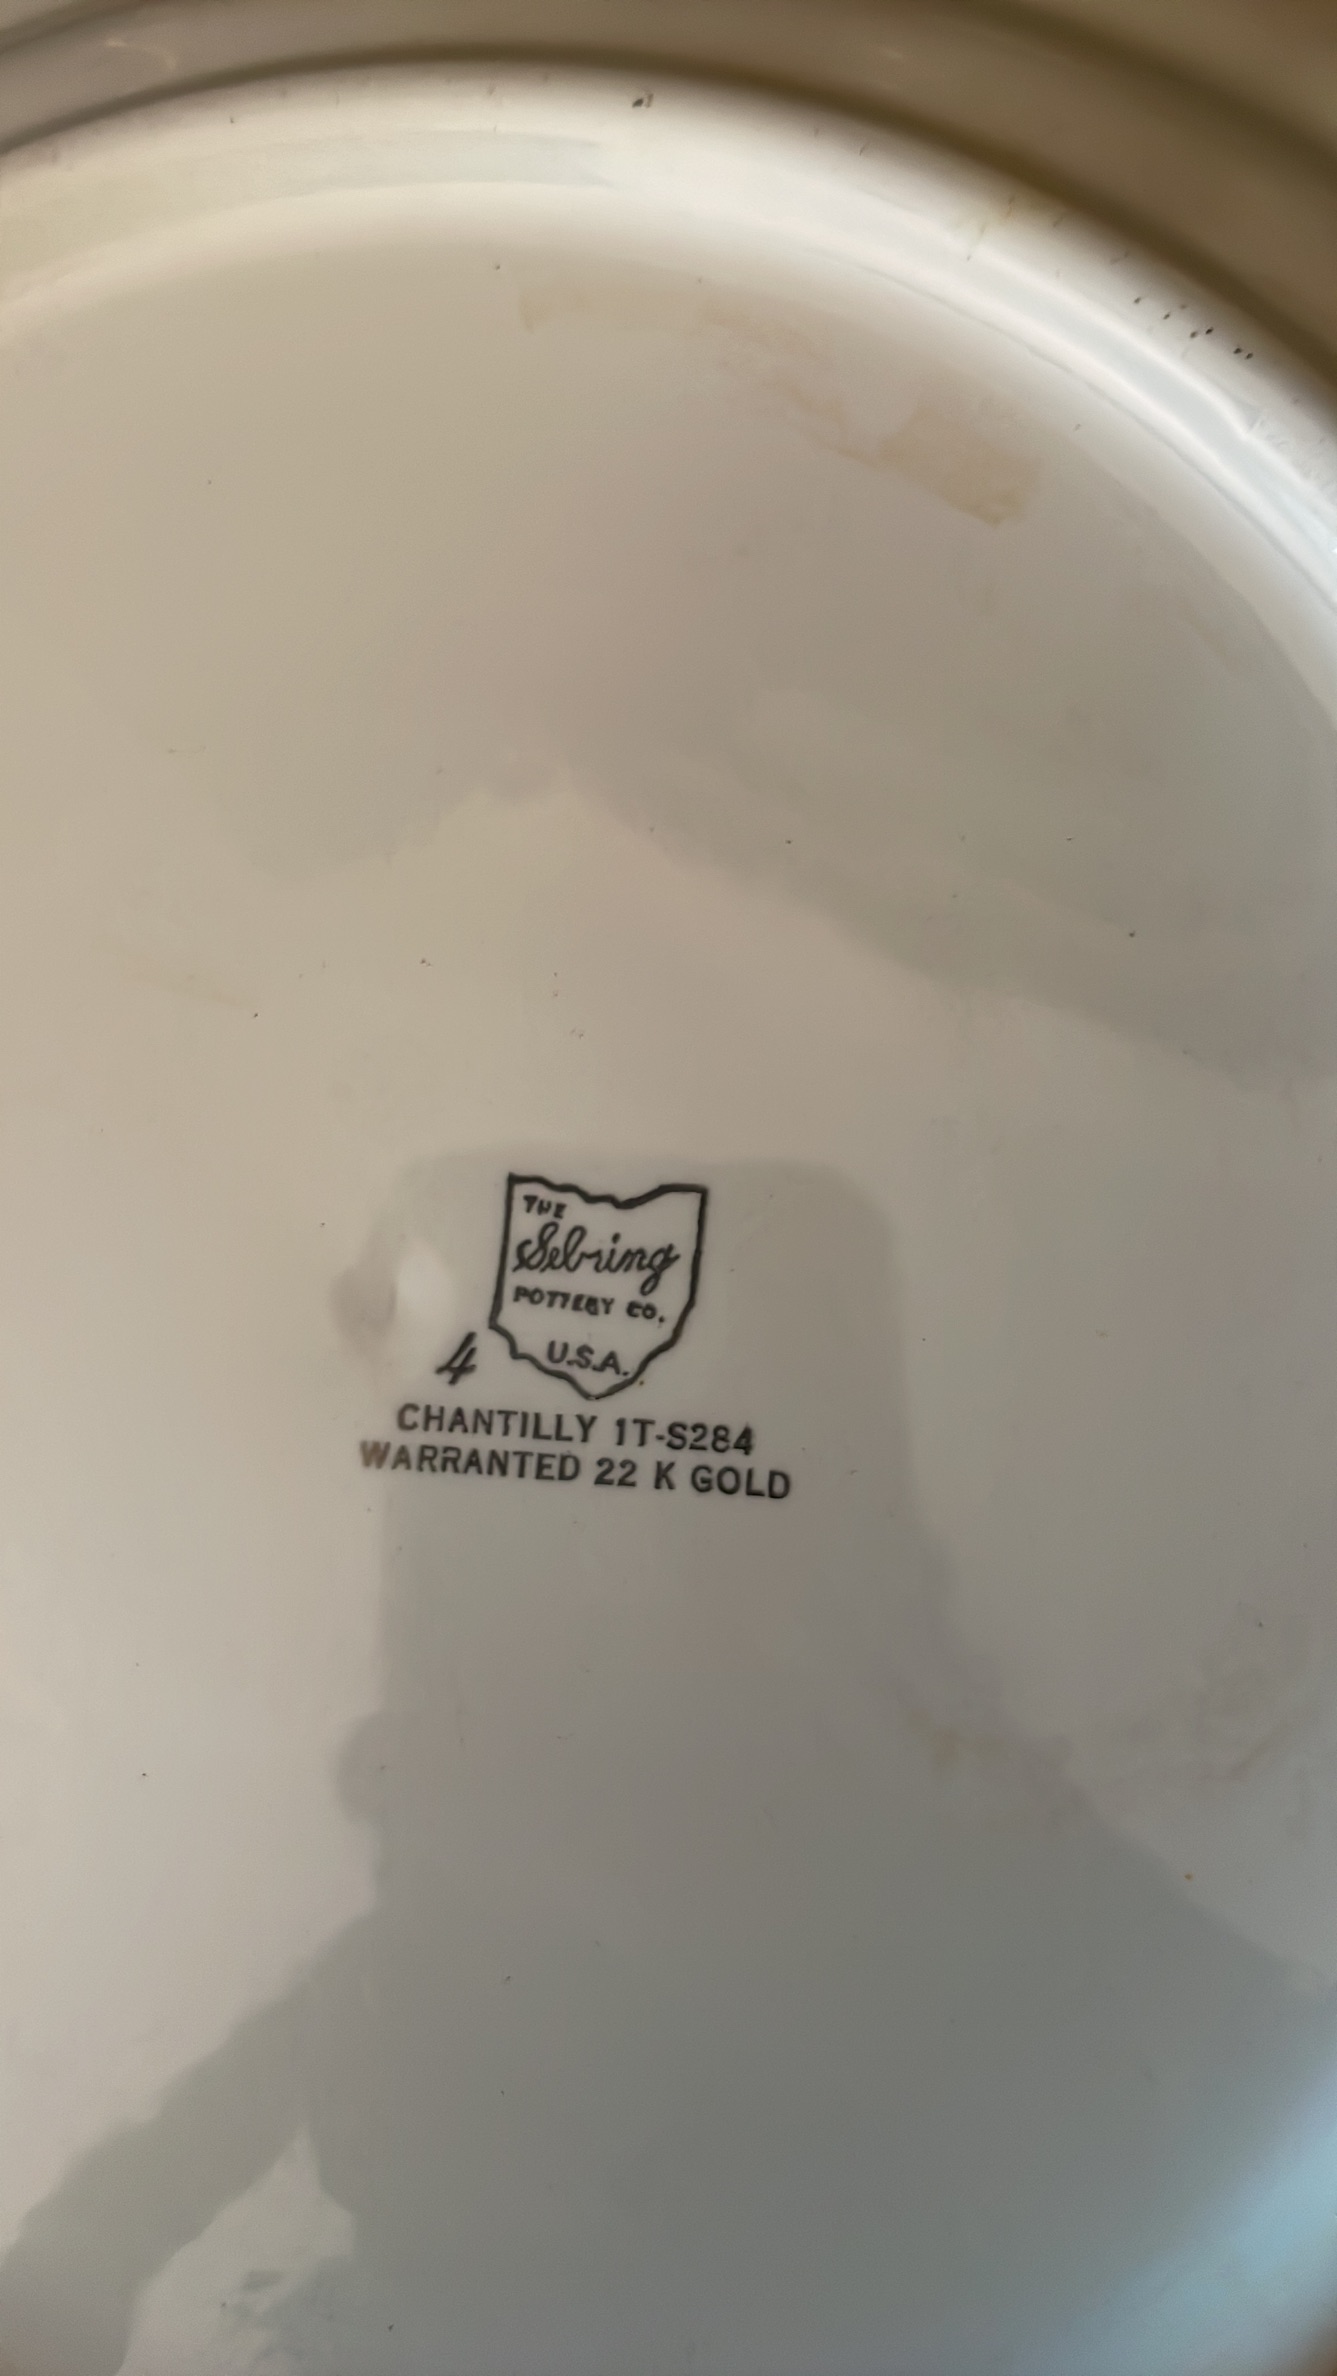 THE
Sebring
POTTERY CO.
U.S.A.
4
CHANTILLY 1T-S284
WARRANTED 22 K GOLD